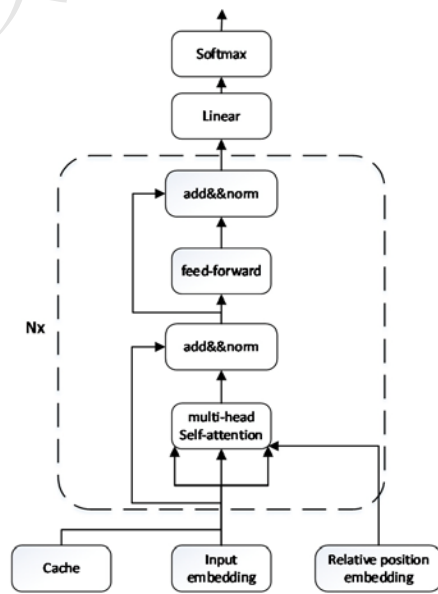 Softmax
Linear
add&&norm
feed-forward
Nx
add&&norm
multi-head
Self-attention
Cache
Input
embedding
Relative position
embedding